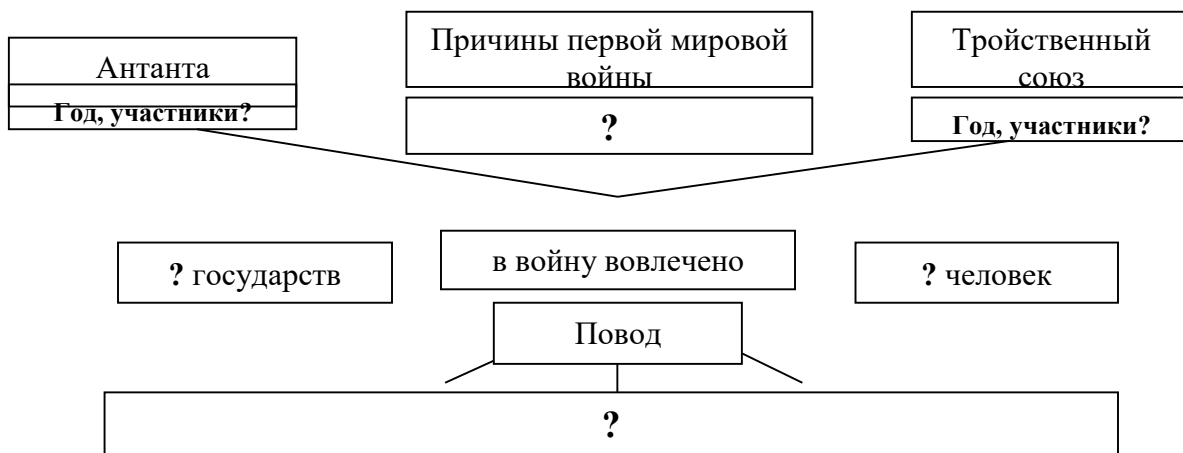 Антанта
Год, участники?
Причины первой мировой
войны
?
Тройственный
союз
Год, участники?
? государств
в войну вовлечено
? человек
Повод
?